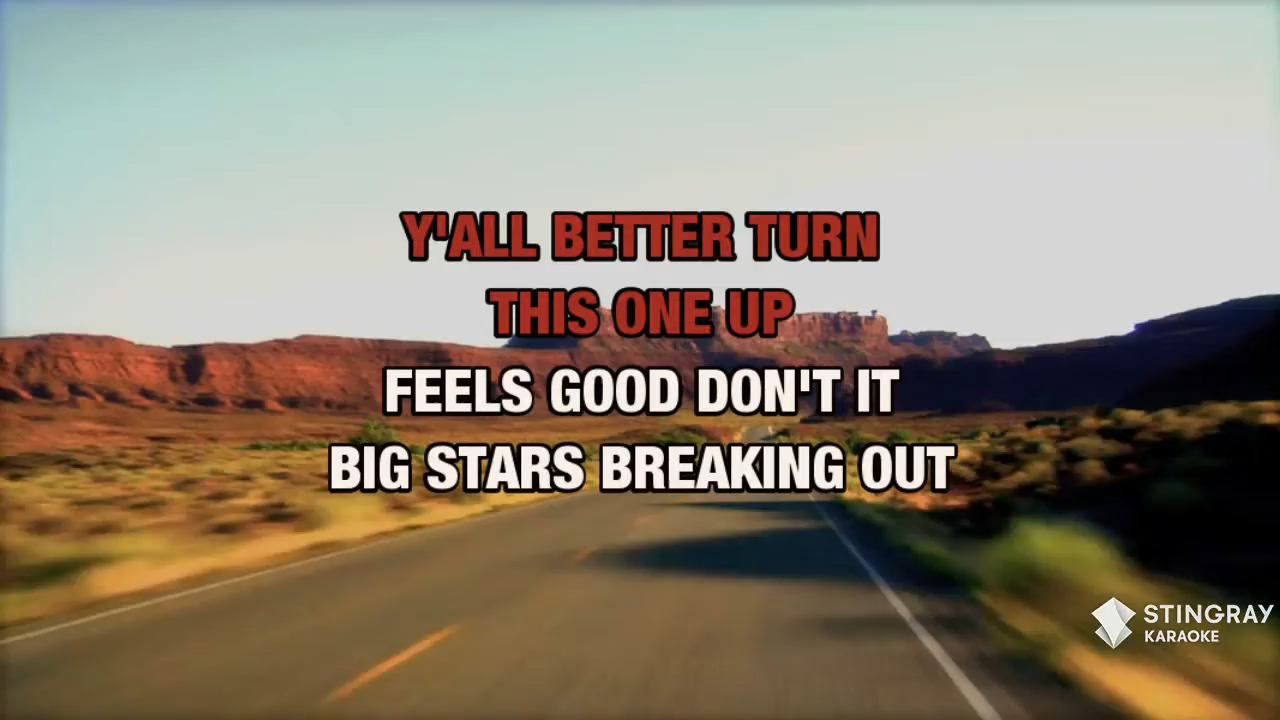 Y'ALL BETTER TURN
THIS ONE UP
FEELS GOOD DON'T IT
BIG STARS BREAKING OUT
STINGRAY
KARAOKE